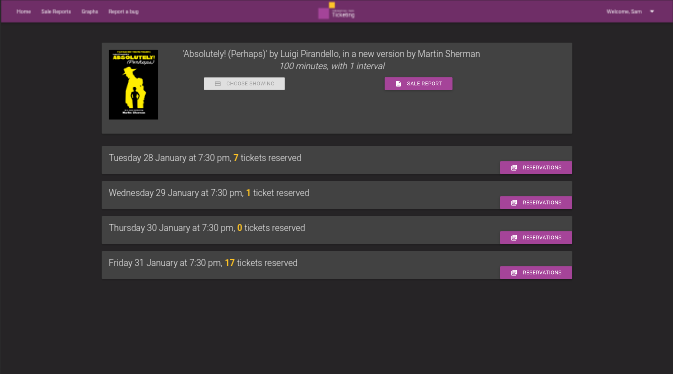 Home Sale Reports Graphs Report a bug
Ticketing
Welcome, Sam
'Absolutely! (Perhaps)' by Luigi Pirandello, in a new version by Martin Sherman
100 minutes, with 1 interval
ABSOLUTELY!
(Perhaps)
CHOOSE SHOWING
SALE REPORT
Tuesday 28 January at 7:30 pm, 7 tickets reserved
RESERVATIONS
Wednesday 29 January at 7:30 pm, 1 ticket reserved
RESERVATIONS
Thursday 30 January at 7:30 pm, 0 tickets reserved
RESERVATIONS
Friday 31 January at 7:30 pm, 17 tickets reserved
RESERVATIONS